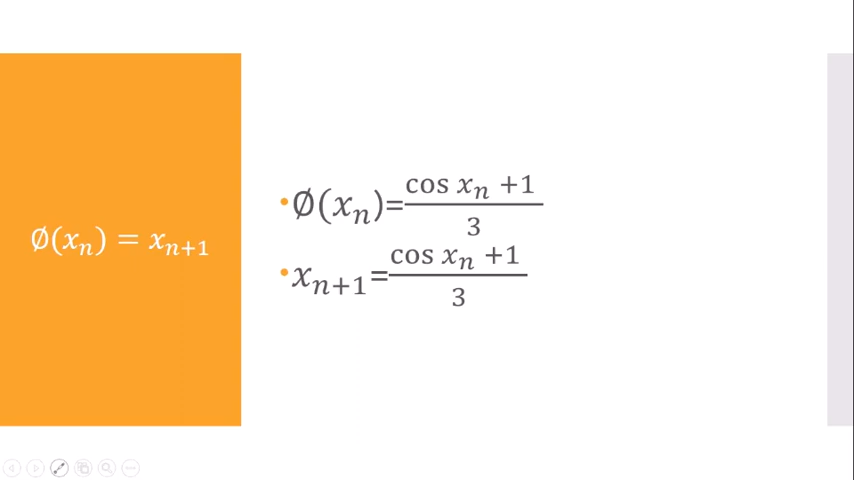 ∅(xₙ) = xₙ₊₁
•∅(xₙ)=(cos xₙ +1)/3
•xₙ₊₁=(cos xₙ +1)/3